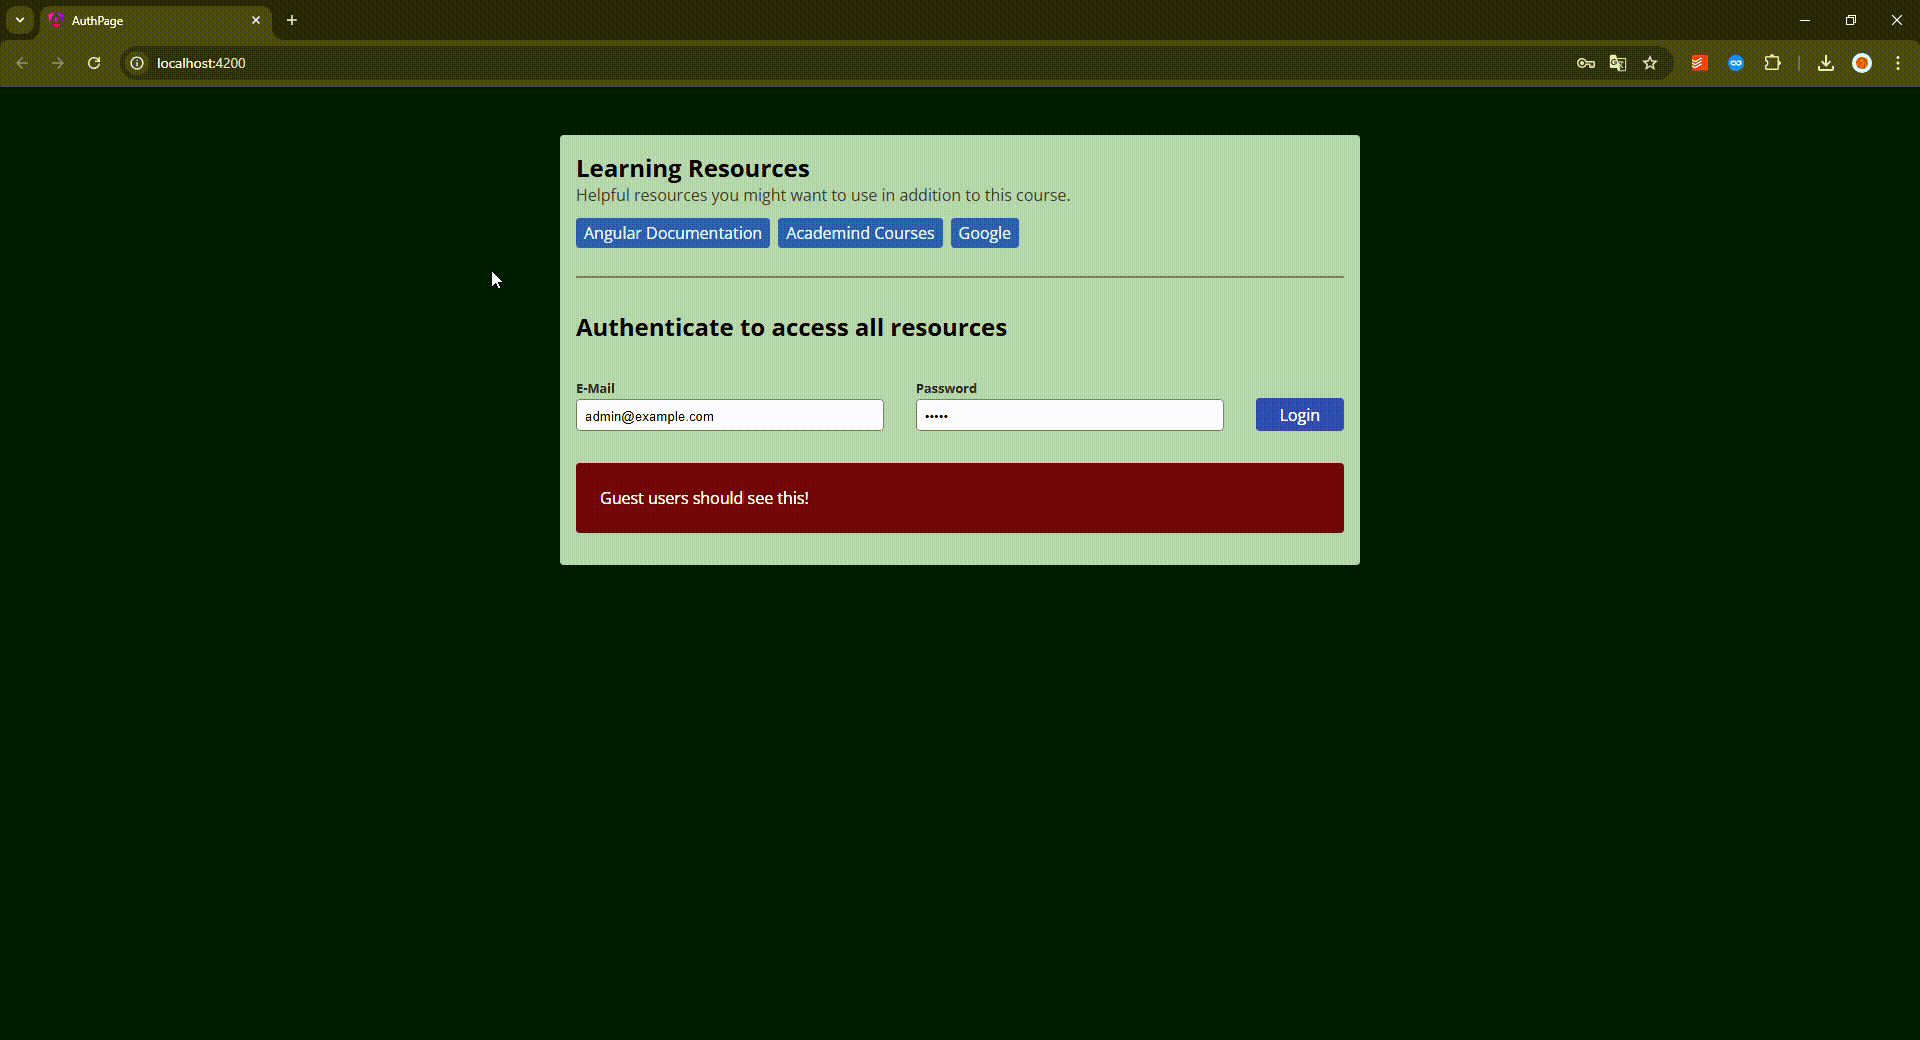 AuthPage
localhost:4200
Learning Resources
Helpful resources you might want to use in addition to this course.
Angular Documentation Academind Courses Google
Authenticate to access all resources
E-Mail Password
admin@example.com ••••• Login
Guest users should see this!